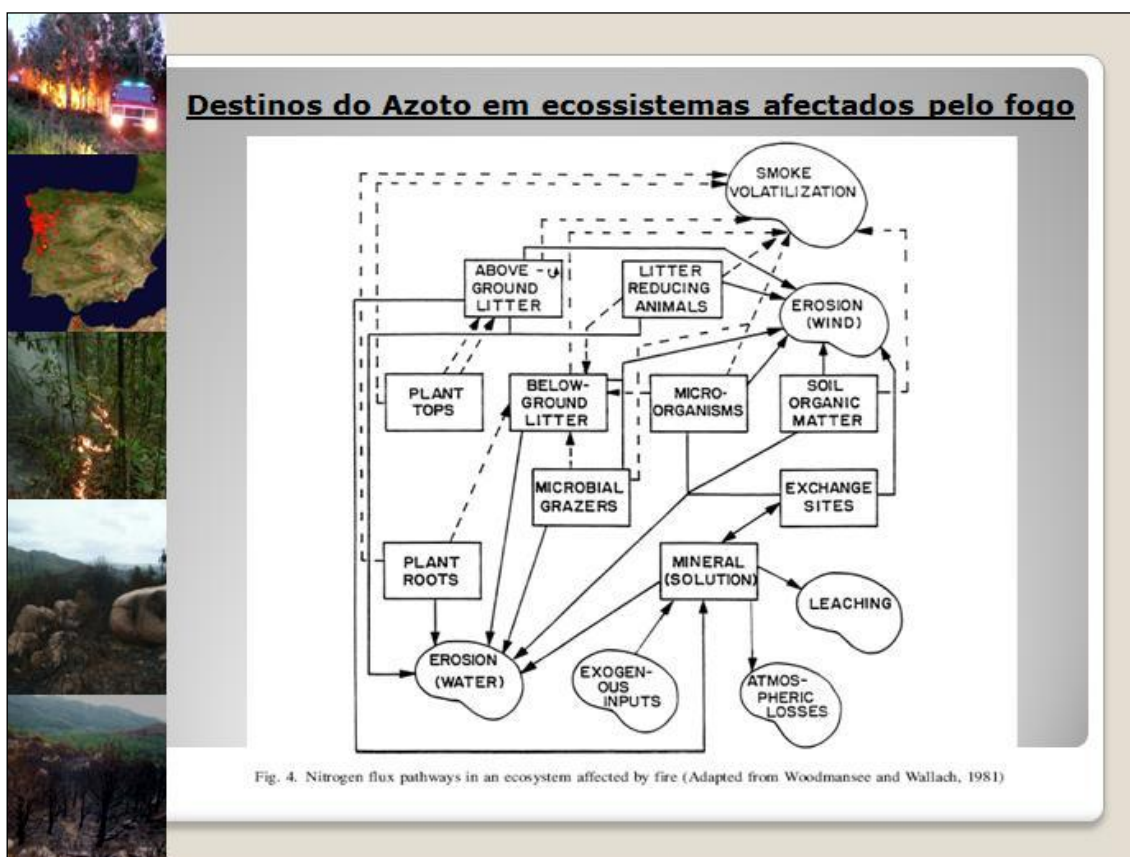 Destinos do Azoto em ecossistemas afectados pelo fogo
SMOKE
VOLATILIZATION
ABOVE
GROUND
LITTER
LITTER
REDUCING
ANIMALS
EROSION
(WIND)
PLANT
TOPS
BELOW-
GROUND
LITTER
MICRO-
ORGANISMS
SOIL
ORGANIC
MATTER
MICROBIAL
GRAZERS
EXCHANGE
SITES
PLANT
ROOTS
MINERAL
(SOLUTION)
LEACHING
EROSION
(WATER)
EXOGEN-
OUS
INPUTS
ATMOS-
PHERIC
LOSSES
Fig. 4. Nitrogen flux pathways in an ecosystem affected by fire (Adapted from Woodmansee and Wallach, 1981)